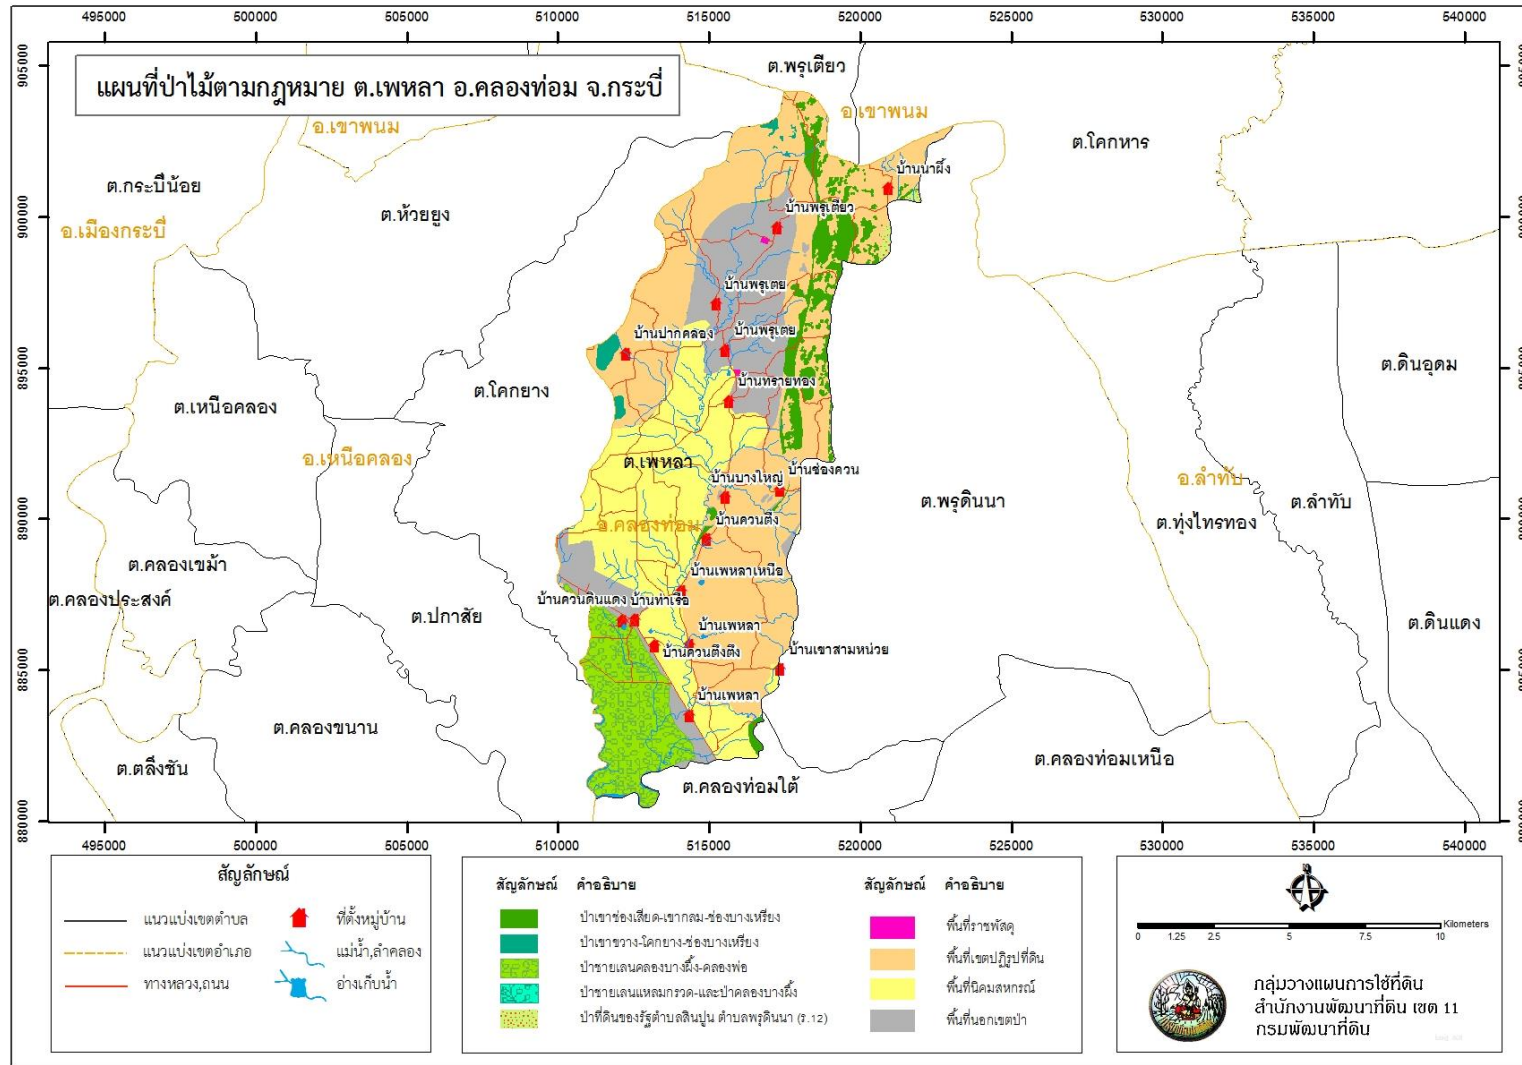 495000 500000 505000 510000 515000 520000 525000 530000 535000 540000
แผนที่ป่าไม้ตามกฎหมาย ต.เพหลา อ.คลองท่อม จ.กระบี่
ต.พรุเตียว
905000 905000
อ.เขาพนม อ.เขาพนม
ต.โคกหาร
บ้านนาผึ้ง
ต.กระบี่น้อย
ต.ห้วยยูง
บ้านพรุเตียว
900000 900000
อ.เมืองกระบี่
บ้านพรุเตย
บ้านปากคลอง บ้านพรุเตย
895000 895000
ต.ดินอุดม
บ้านทรายทอง
ต.โคกยาง
ต.เหนือคลอง
อ.เหนือคลอง
ต.เพหลา
บ้านช่องควน
บ้านบางใหญ่
อ.ลำทับ
ต.พรุดินนา
ต.ลำทับ
890000 890000
อ.คลองท่อม
บ้านควนตึง
ต.ทุ่งไทรทอง
ต.คลองเขม้า
บ้านเพหลาเหนือ
ต.คลองประสงค์
บ้านควนดินแดง บ้านท่าเรือ
ต.ปกาสัย
บ้านเพหลา
ต.ดินแดง
บ้านควนตึงตึง
บ้านเขาสามหน่วย
885000 885000
บ้านเพหลา
ต.คลองขนาน
ต.ตลิ่งชัน
ต.คลองท่อมเหนือ
ต.คลองท่อมใต้
880000 880000
495000 500000 505000 510000 515000 520000 525000 530000 535000 540000
สัญลักษณ์
แนวแบ่งเขตตำบล
แนวแบ่งเขตอำเภอ
ทางหลวง,ถนน
ที่ตั้งหมู่บ้าน
แม่น้ำ,ลำคลอง
อ่างเก็บน้ำ
สัญลักษณ์ คำอธิบาย
ป่าเขาช่องเสียด-เขากลม-ช่องบางเหรียง
ป่าเขาขวาง-โคกยาง-ช่องบางเหรียง
ป่าชายเลนคลองบางผึ้ง-คลองพ่อ
ป่าชายเลนแหลมกรวด-และป่าคลองบางผึ้ง
ป่าที่ดินของรัฐตำบลสินปุน ตำบลพรุดินนา (ร.12)
สัญลักษณ์ คำอธิบาย
พื้นที่ราชพัสดุ
พื้นที่เขตปฏิรูปที่ดิน
พื้นที่นิคมสหกรณ์
พื้นที่นอกเขตป่า
Kilometers
0 1.25 2.5 5 7.5 10
กลุ่มวางแผนการใช้ที่ดิน
สำนักงานพัฒนาที่ดิน เขต 11
กรมพัฒนาที่ดิน